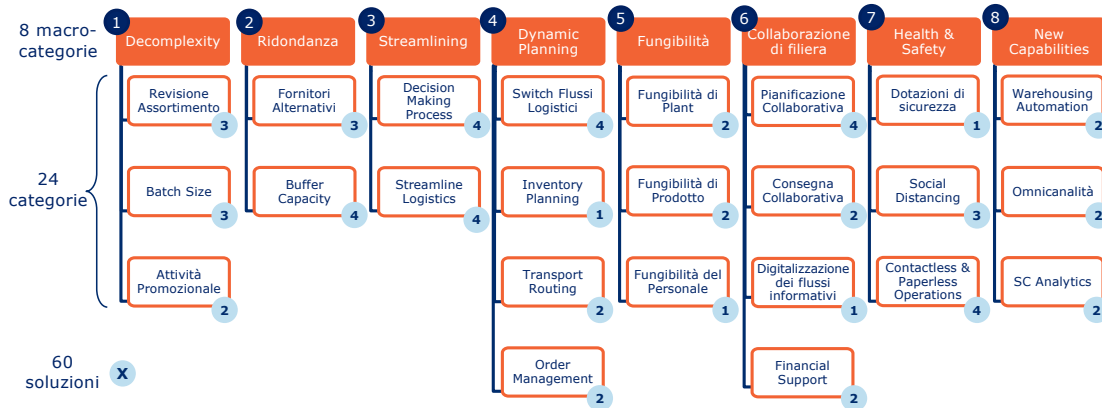 8 macro-
categorie
1
Decomplexity
2
Ridondanza
3
Streamlining
4
Dynamic
Planning
5
Fungibilità
6
Collaborazione
di filiera
7
Health &
Safety
8
New
Capabilities
24
categorie
Revisione
Assortimento
3
Fornitori
Alternativi
3
Decision
Making
Process
4
Switch Flussi
Logistici
4
Fungibilità di
Plant
2
Pianificazione
Collaborativa
4
Dotazioni di
sicurezza
1
Warehousing
Automation
2
Batch Size
3
Buffer
Capacity
4
Streamline
Logistics
4
Inventory
Planning
1
Fungibilità di
Prodotto
2
Consegna
Collaborativa
2
Social
Distancing
3
Omnicanalità
2
Attività
Promozionale
2
Transport
Routing
2
Fungibilità del
Personale
1
Digitalizzazione
dei flussi
informativi
1
Contactless &
Paperless
Operations
4
SC Analytics
2
Order
Management
2
Financial
Support
2
60
soluzioni
X